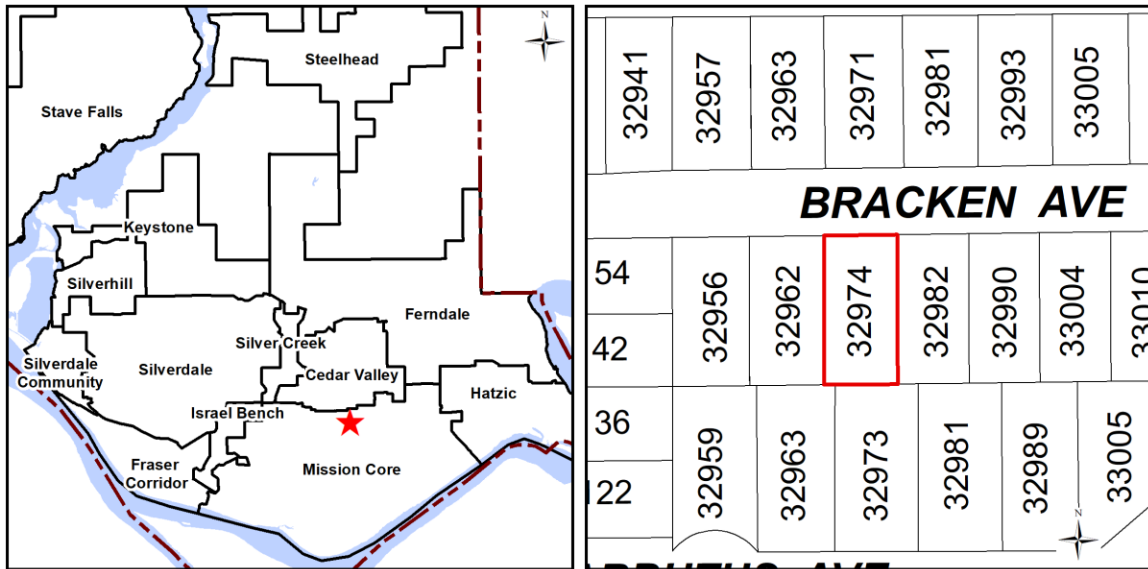 N
Steelhead
Stave Falls
Keystone
Silverhill
Ferndale
Silver Creek
Silverdale
Community
Silverdale
Cedar Valley
Hatzic
Israel Bench
Mission Core
Fraser
Corridor
32941
32957
32963
32971
32981
32993
33005
BRACKEN AVE
54
42
32956
32962
32974
32982
32990
33004
33010
36
122
32959
32963
32973
32981
32989
33005
N
AVE